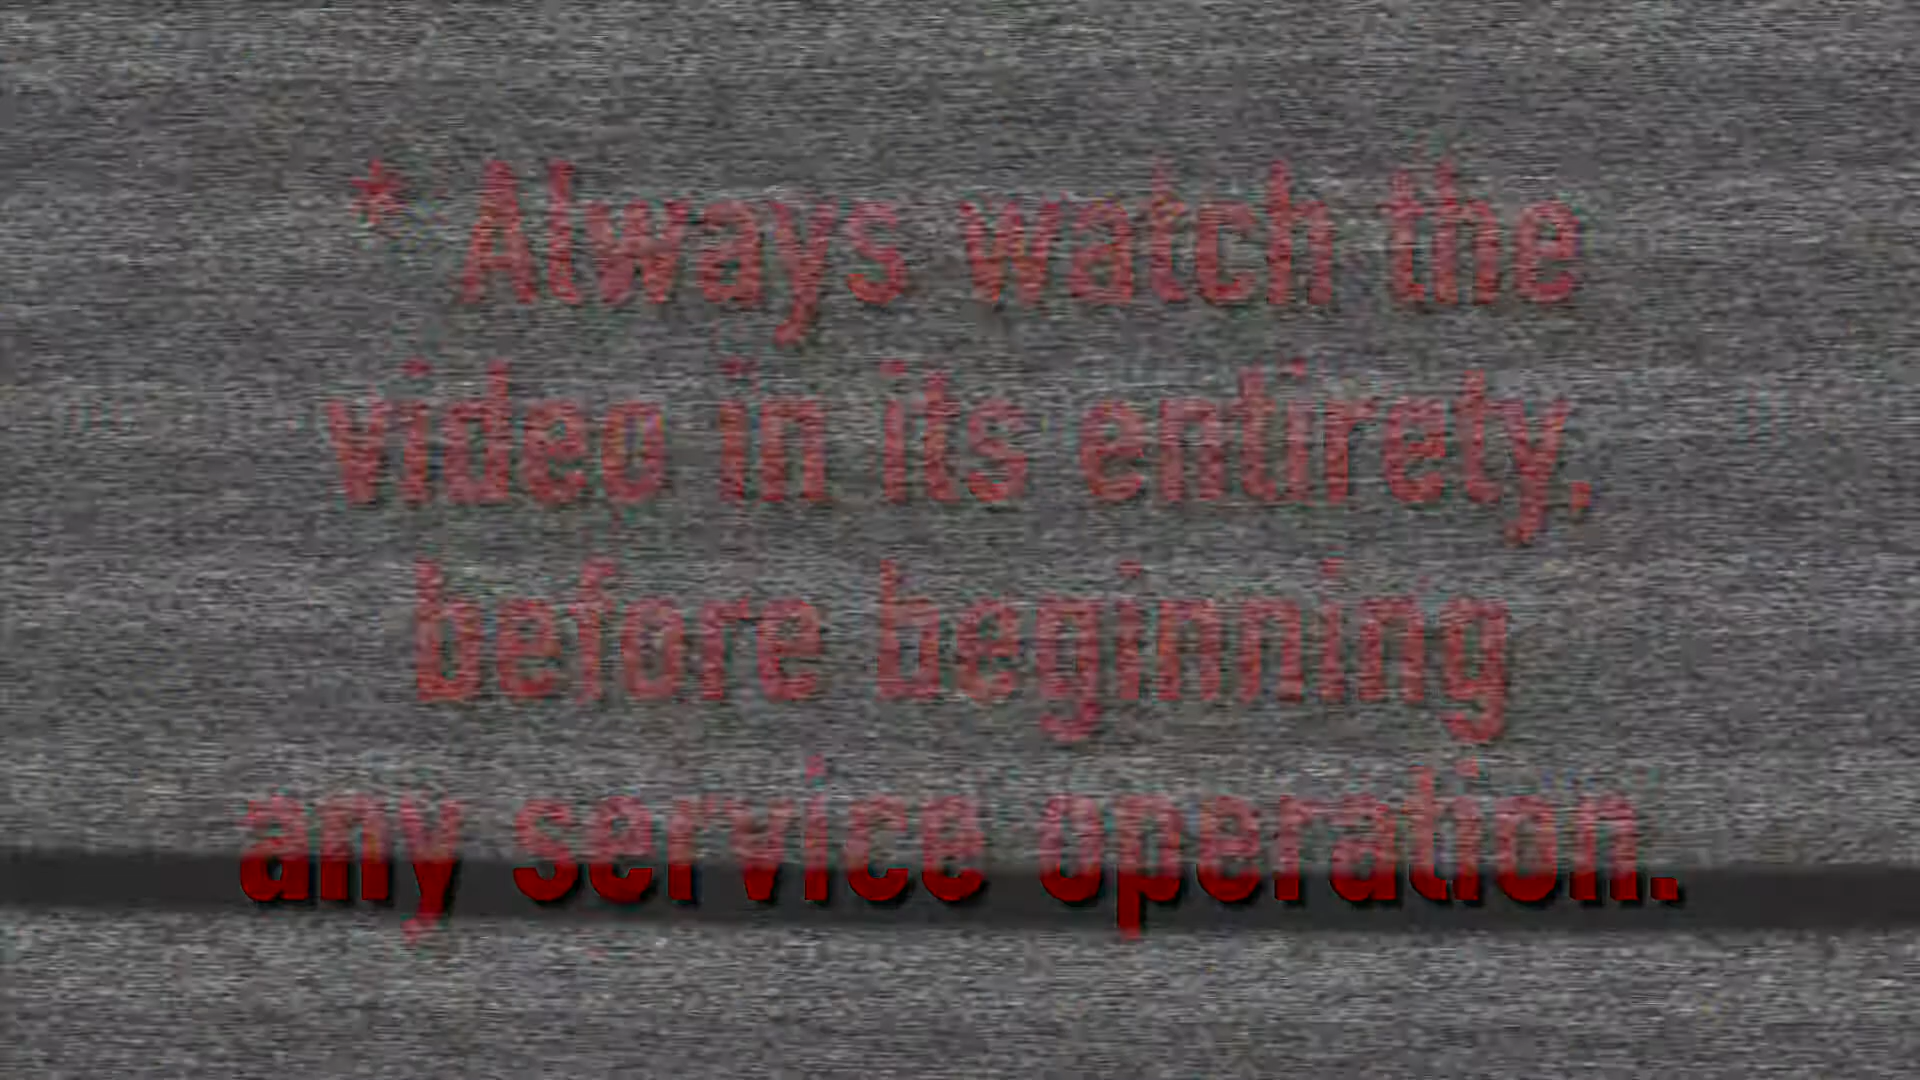 * Always watch the
video in its entirety,
before beginning
any service operation.